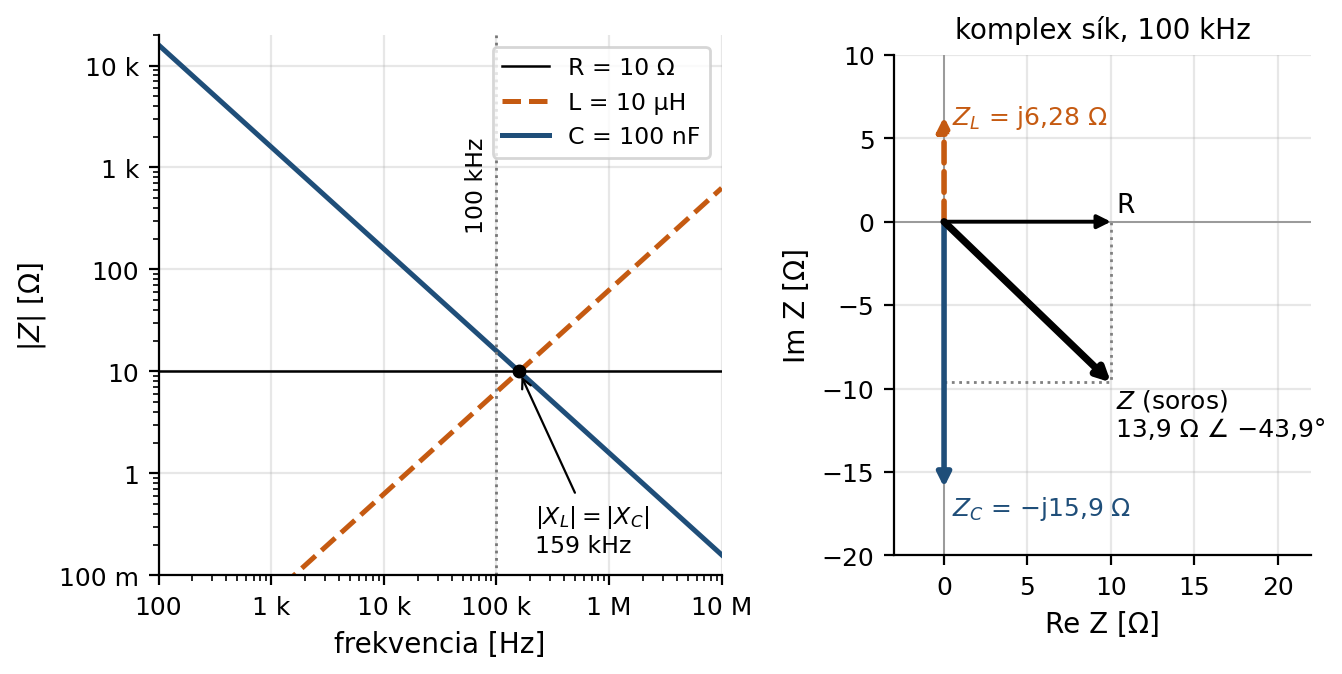 |Z| [Ω]
10 k
1 k
100
10
1
100 m
100
1 k
10 k
100 k
1 M
10 M
frekvencia [Hz]
100 kHz
R = 10 Ω
L = 10 µH
C = 100 nF
|X_L| = |X_C|
159 kHz
komplex sík, 100 kHz
Im Z [Ω]
10
5
0
−5
−10
−15
−20
0
5
10
15
20
Re Z [Ω]
Z_L = j6,28 Ω
R
Z (soros)
13,9 Ω ∠ −43,9°
Z_C = −j15,9 Ω